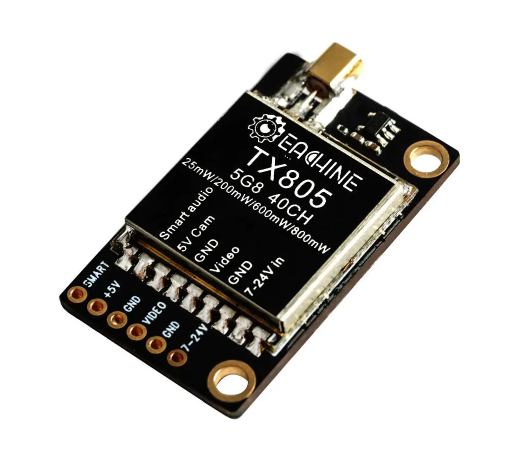 EACHINE
TX805
5G8 40CH
25mW/200mW/600mW/800mW
Smart audio
5V Cam
GND
Video
GND
7-24V in
SMART
+5V
GND
VIDEO
GND
7-24V